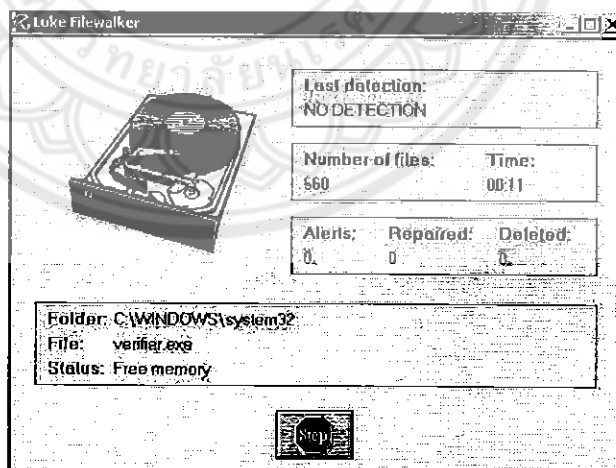 Luke Filewalker
Last detection:
NO DETECTION
Number of files: Time:
560 00:11
Alerts: Repaired: Deleted:
0 0 0
Folder: C:\WINDOWS\system32
File: verifier.exe
Status: Free memory
Stop